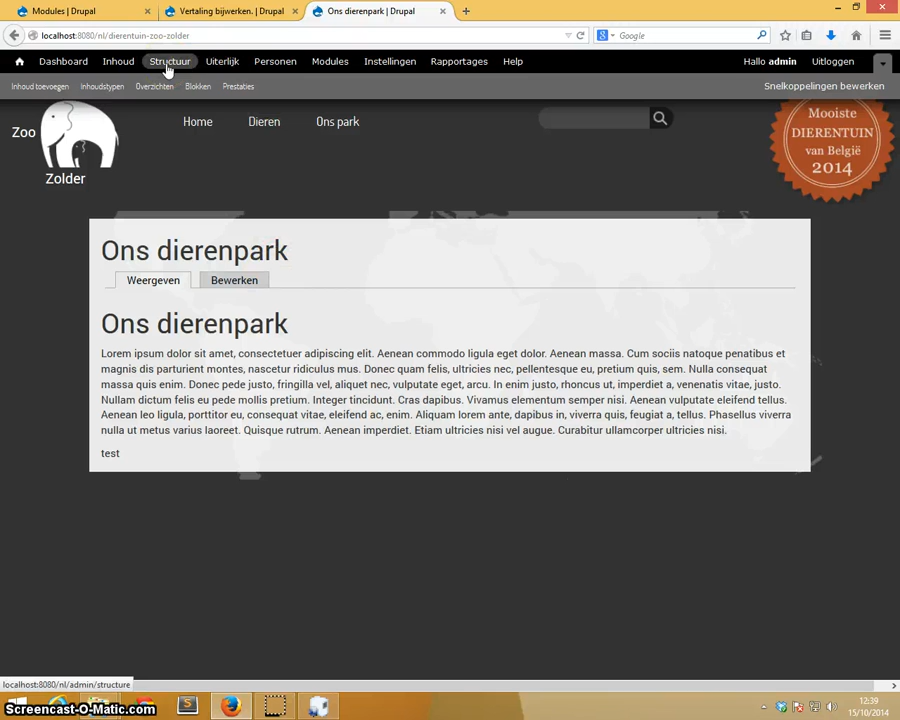 Modules | Drupal
Vertaling bijwerken. | Drupal
Ons dierenpark | Drupal
localhost:8080/nl/dierentuin-zoo-zolder
Google
Dashboard Inhoud Structuur Uiterlijk Personen Modules Instellingen Rapportages Help Hallo admin Uitloggen
Inhoud toevoegen Inhoudstypen Overzichten Blokken Prestaties Snelkoppelingen bewerken
Zoo
Zolder
Home Dieren Ons park
Mooiste
DIERENTUIN
van België
2014
Ons dierenpark
Weergeven Bewerken
Ons dierenpark
Lorem ipsum dolor sit amet, consectetuer adipiscing elit. Aenean commodo ligula eget dolor. Aenean massa. Cum sociis natoque penatibus et
magnis dis parturient montes, nascetur ridiculus mus. Donec quam felis, ultricies nec, pellentesque eu, pretium quis, sem. Nulla consequat
massa quis enim. Donec pede justo, fringilla vel, aliquet nec, vulputate eget, arcu. In enim justo, rhoncus ut, imperdiet a, venenatis vitae, justo.
Nullam dictum felis eu pede mollis pretium. Integer tincidunt. Cras dapibus. Vivamus elementum semper nisi. Aenean vulputate eleifend tellus.
Aenean leo ligula, porttitor eu, consequat vitae, eleifend ac, enim. Aliquam lorem ante, dapibus in, viverra quis, feugiat a, tellus. Phasellus viverra
nulla ut metus varius laoreet. Quisque rutrum. Aenean imperdiet. Etiam ultricies nisi vel augue. Curabitur ullamcorper ultricies nisi.
test
localhost:8080/nl/admin/structure
Screencast-O-Matic.com
12:39
15/10/2014